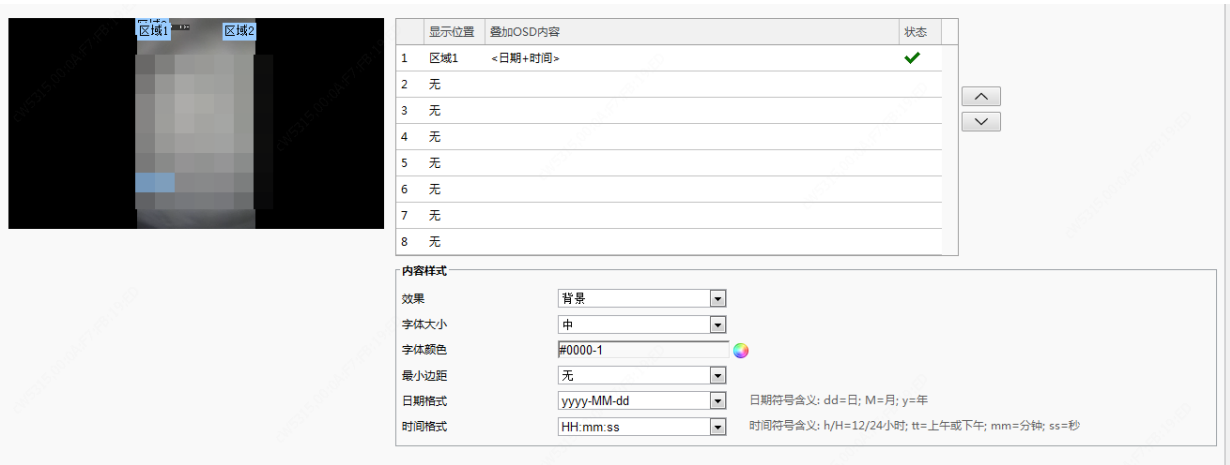 区域1
区域2
显示位置 叠加OSD内容 状态
1 区域1 <日期+时间>
2 无
3 无
4 无
5 无
6 无
7 无
8 无
内容样式
效果 背景
字体大小 中
字体颜色 #0000-1
最小边距 无
日期格式 yyyy-MM-dd 日期符号含义: dd=日; M=月; y=年
时间格式 HH:mm:ss 时间符号含义: h/H=12/24小时; tt=上午或下午; mm=分钟; ss=秒